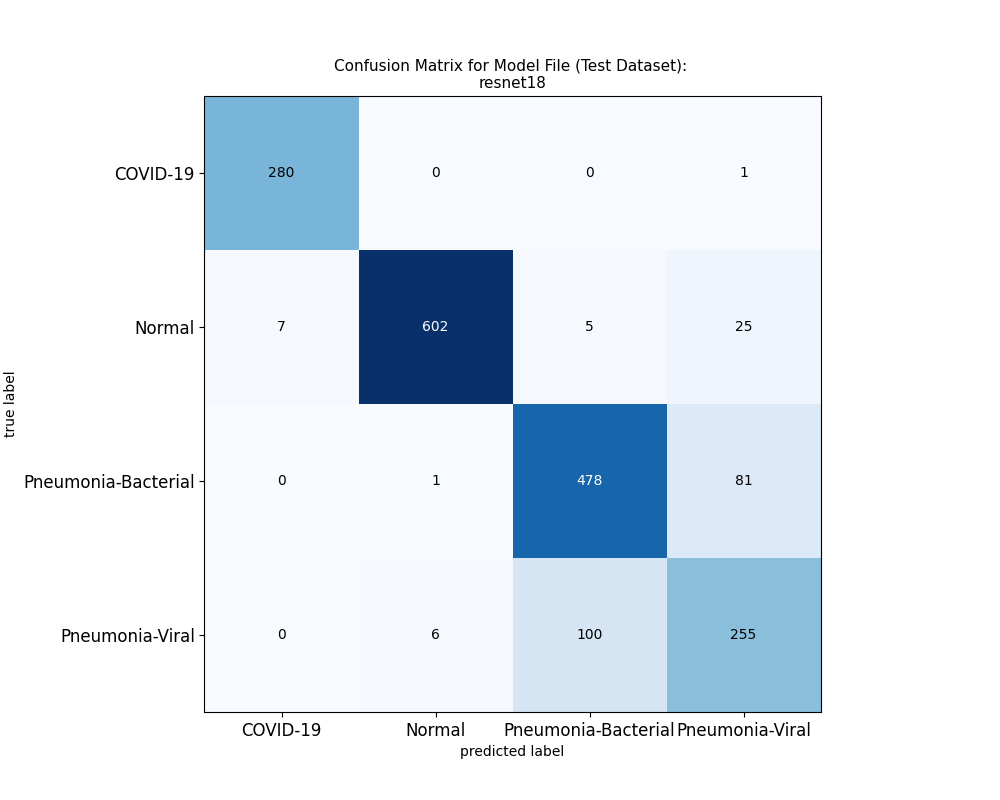 Confusion Matrix for Model File (Test Dataset):
resnet18
COVID-19 280 0 0 1
Normal 7 602 5 25
true label
Pneumonia-Bacterial 0 1 478 81
Pneumonia-Viral 0 6 100 255
COVID-19 Normal Pneumonia-Bacterial Pneumonia-Viral
predicted label